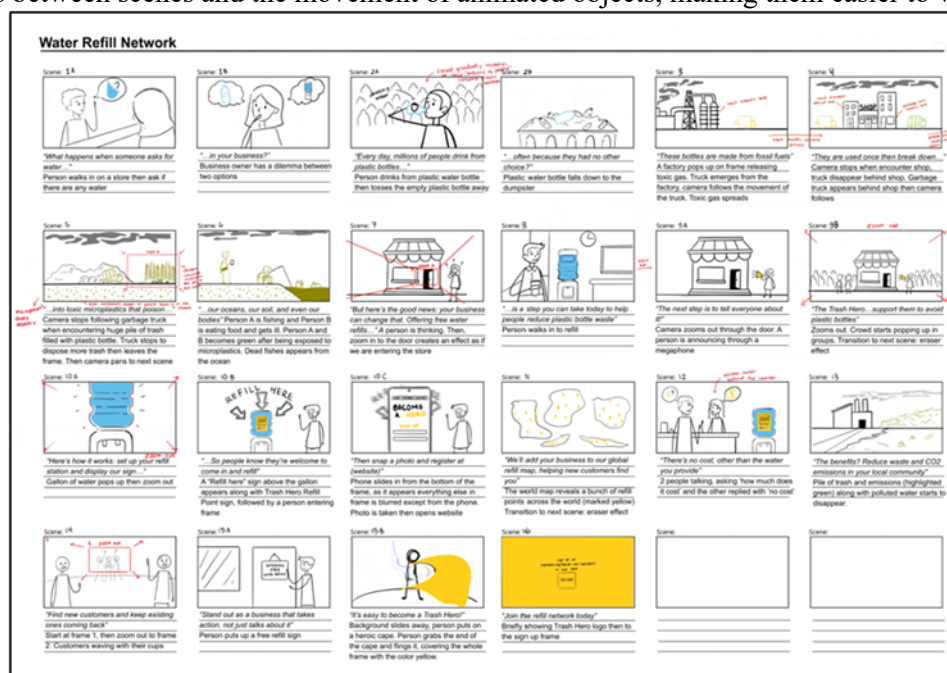 between scenes and the movement of animated objects, making them easier to
Water Refill Network
Scene: 1A
"What happens when someone asks for
water…"
Person walks in on a store then ask if
there are any water
Scene: 1B
"…in your business?"
Business owner has a dilemma between
two options
Scene: 2A
"Every day, millions of people drink from
plastic bottles…"
Person drinks from plastic water bottle
then tosses the empty plastic bottle away
Scene: 2B
"…often because they had no other
choice?"
Plastic water bottle falls down to the
dumpster
Scene: 3
"These bottles are made from fossil fuels"
A factory pops up on frame releasing
toxic gas. Truck emerges from the
factory, camera follows the movement of
the truck. Toxic gas spreads
Scene: 4
SHOP
"They are used once then break down…"
Camera stops when encounter shop,
truck disappear behind shop. Garbage
truck appears behind shop then camera
follows
Scene: 5
"…into toxic microplastics that poison…
Camera stops following garbage truck
when encountering huge pile of trash
filled with plastic bottle. Truck stops to
dispose more trash then leaves the
frame. Then camera pans to next scene
Scene: 6
"…our oceans, our soil, and even our
bodies" Person A is fishing and Person B
is eating food and gets ill. Person A and
B becomes green after being exposed to
microplastics. Dead fishes appears from
the ocean
Scene: 7
"But here's the good news: your business
can change that. Offering free water
refills…" A person is thinking. Then,
zoom in to the door creates an effect as if
we are entering the store
Scene: 8
"…is a step you can take today to help
people reduce plastic bottle waste"
Person walks in to refill
Scene: 9A
"The next step is to tell everyone about
it!"
Camera zooms out through the door. A
person is announcing through a
megaphone
Scene: 9B
ZOOM OUT
"The Trash Hero…support them to avoid
plastic bottles"
Zooms out. Crowd starts popping up in
groups. Transition to next scene: eraser
effect
Scene: 10A
ZOOM OUT
"Here's how it works: set up your refill
station and display our sign…"
Gallon of water pops up then zoom out
Scene: 10B
REFILL HERE
"…So people know they're welcome to
come in and refill"
A "Refill here" sign above the gallon
appears along with Trash Hero Refill
Point sign, followed by a person entering
frame
Scene: 10C
BECOME
A HERO
"Then snap a photo and register at
(website)"
Phone slides in from the bottom of the
frame, as it appears everything else in
frame is blurred except from the phone.
Photo is taken then opens website
Scene: 11
"We'll add your business to our global
refill map, helping new customers find
you"
The world map reveals a bunch of refill
points across the world (marked yellow)
Transition to next scene: eraser effect
Scene: 12
"There's no cost, other than the water
you provide"
2 people talking, asking 'how much does
it cost' and the other replied with 'no cost'
Scene: 13
"The benefits? Reduce waste and CO2
emissions in your local community"
Pile of trash and emissions (highlighted
green) along with polluted water starts to
disappear.
Scene: 14
ZOOM OUT
"Find new customers and keep existing
ones coming back"
Start at frame 1, then zoom out to frame
2. Customers waving with their cups
Scene: 15A
"Stand out as a business that takes
action, not just talks about it"
Person puts up a free refill sign
Scene: 15B
"It's easy to become a Trash Hero!"
Background slides away, person puts on
a heroic cape. Person grabs the end of
the cape and flings it, covering the whole
frame with the color yellow.
Scene: 16
"Join the refill network today"
Briefly showing Trash Hero logo then to
the sign up frame
Scene:
Scene: